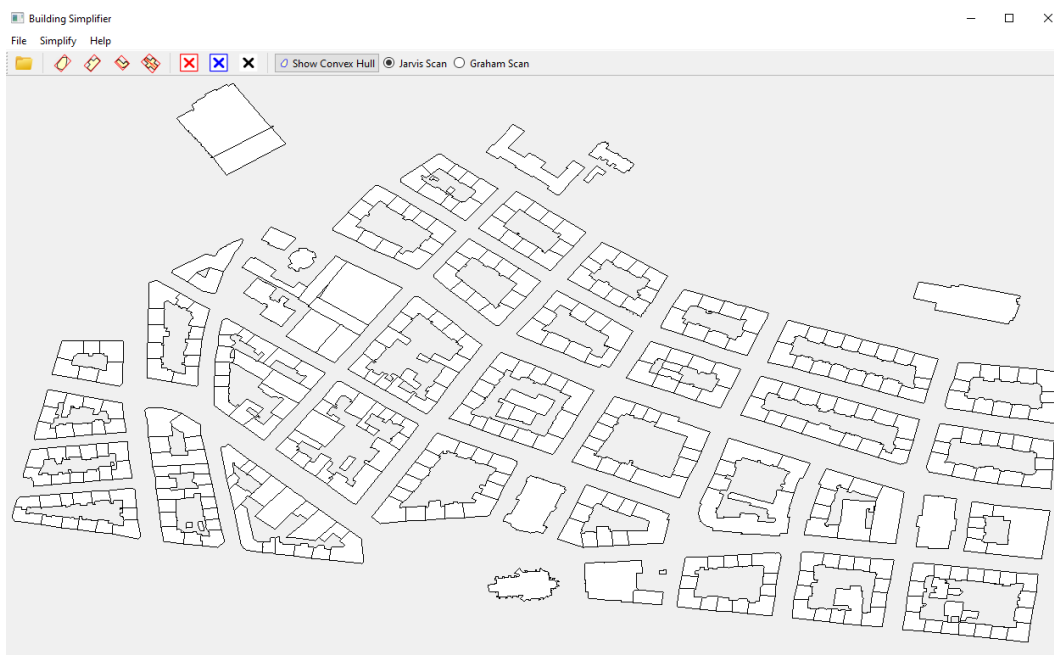 Building Simplifier
File Simplify Help
Show Convex Hull Jarvis Scan Graham Scan